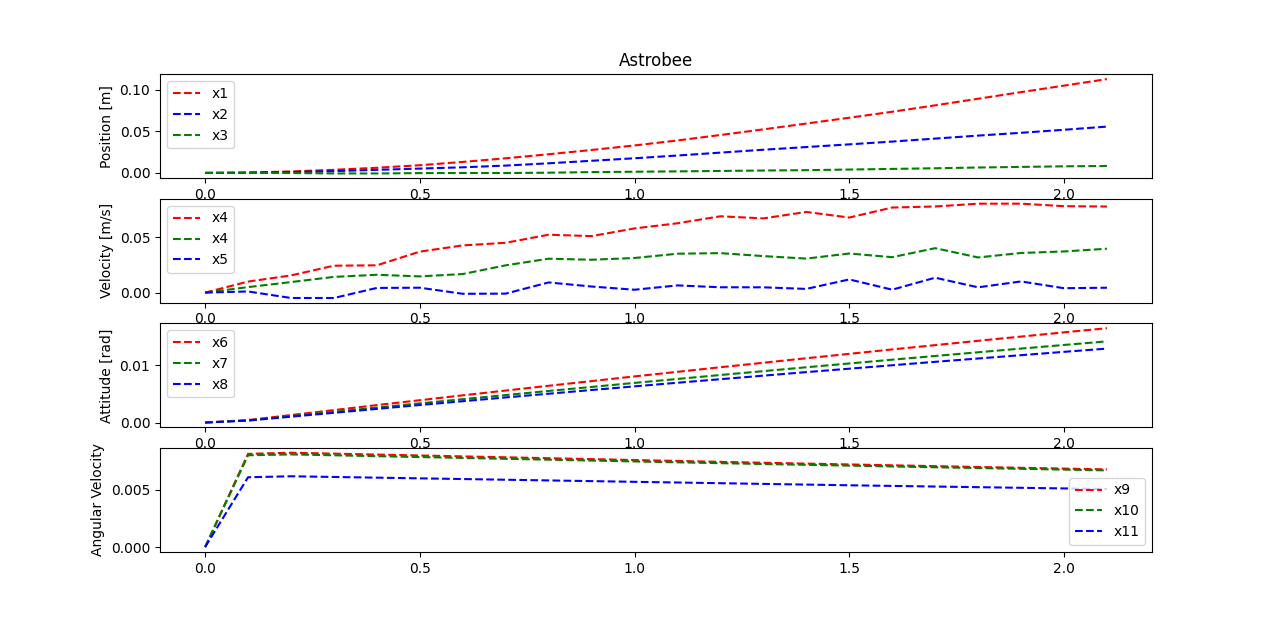 Astrobee
Position [m]
0.10
0.05
0.00
x1
x2
x3
0.0 0.5 1.0 1.5 2.0
Velocity [m/s]
0.05
0.00
x4
x4
x5
0.0 0.5 1.0 1.5 2.0
Attitude [rad]
0.01
0.00
x6
x7
x8
0.0 0.5 1.0 1.5 2.0
Angular Velocity
0.005
0.000
x9
x10
x11
0.0 0.5 1.0 1.5 2.0